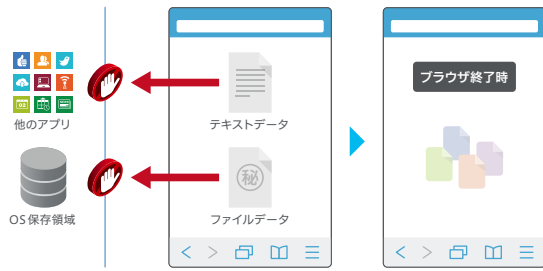 ブラウザ終了時
03
他のアプリ
テキストデータ
秘
OS保存領域
ファイルデータ